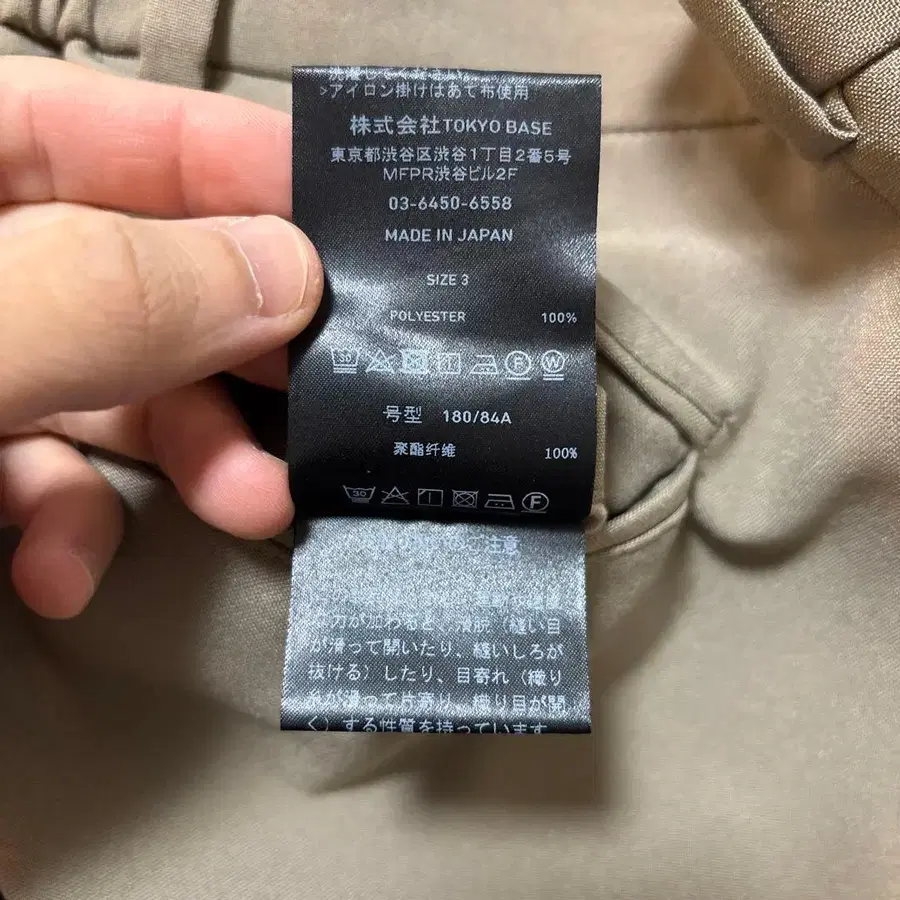 >アイロン掛けはあて布使用
株式会社TOKYO BASE
東京都渋谷区渋谷1丁目2番5号
MFPR渋谷ビル2F
03-6450-6558
MADE IN JAPAN
SIZE 3
POLYESTER 100%
30
F W
号型 180/84A
聚酯纤维 100%
30
F
ご注意
力が加わると、滑脱(縫い目
が滑って開いたり、縫いしろが
抜ける)したり、目寄れ(織り
糸が滑って片寄り、織り目が開
く)する性質を持っています